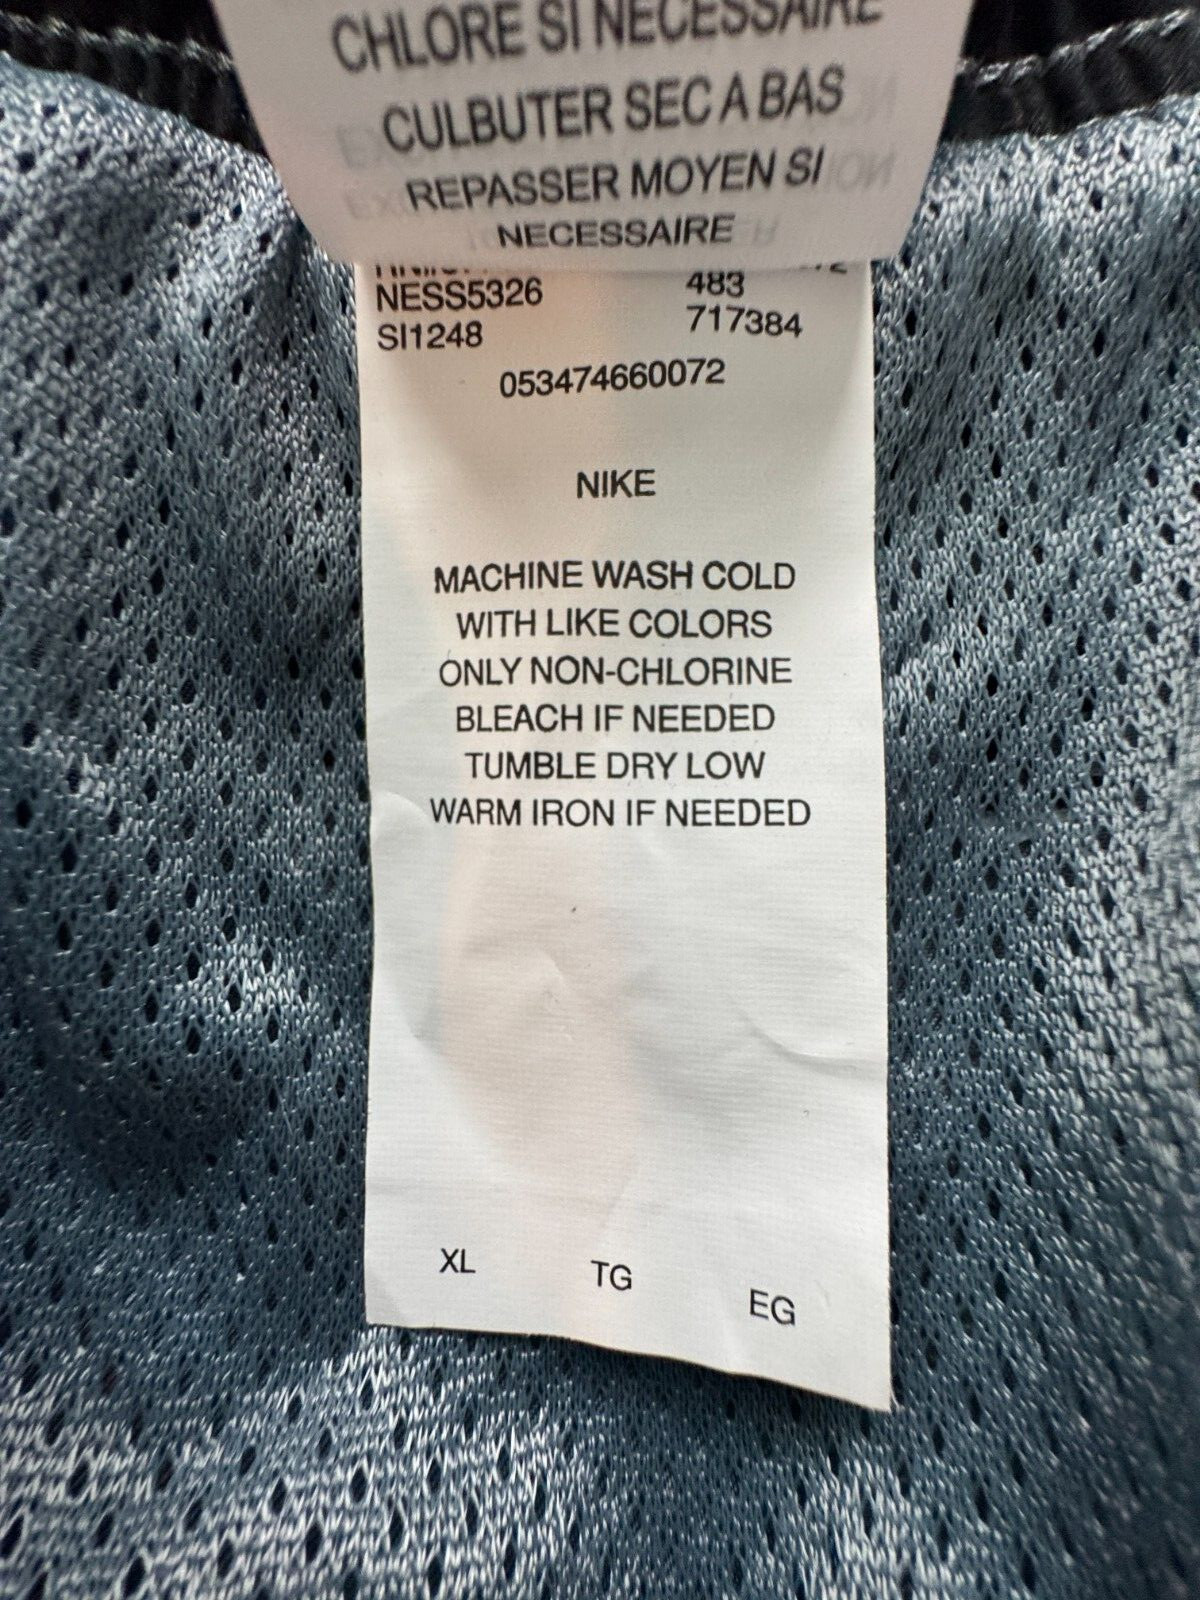 CHLORE SI NECESSAIRE
CULBUTER SEC A BAS
REPASSER MOYEN SI
NECESSAIRE
NESS5326 483
SI1248 717384
053474660072
NIKE
MACHINE WASH COLD
WITH LIKE COLORS
ONLY NON-CHLORINE
BLEACH IF NEEDED
TUMBLE DRY LOW
WARM IRON IF NEEDED
XL TG EG